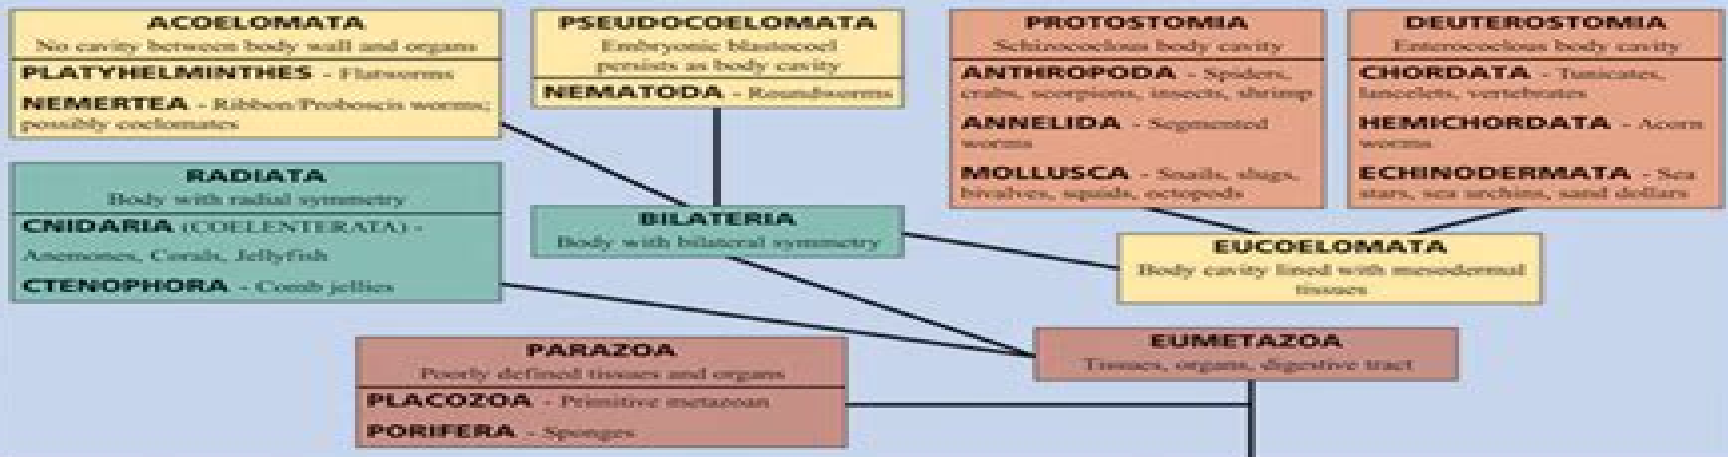 ACOELOMATA
No cavity between body wall and organs
PLATYHELMINTHES - Flatworms
NEMERTEA - Ribbon/Proboscis worms;
possibly coelomates
PSEUDOCOELOMATA
Embryonic blastocoel
persists as body cavity
NEMATODA - Roundworms
PROTOSTOMIA
Schizocoelous body cavity
ANTHROPODA - Spiders,
crabs, scorpions, insects, shrimp
ANNELIDA - Segmented
worms
MOLLUSCA - Snails, slugs,
bivalves, squids, octopods
DEUTEROSTOMIA
Enterocoelous body cavity
CHORDATA - Tunicates,
lancelets, vertebrates
HEMICHORDATA - Acorn
worms
ECHINODERMATA - Sea
stars, sea urchins, sand dollars
RADIATA
Body with radial symmetry
CNIDARIA (COELENTERATA) -
Anemones, Corals, Jellyfish
CTENOPHORA - Comb jellies
BILATERIA
Body with bilateral symmetry
EUCOELOMATA
Body cavity lined with mesodermal
tissues
PARAZOA
Poorly defined tissues and organs
PLACOZOA - Primitive metazoan
PORIFERA - Sponges
EUMETAZOA
Tissues, organs, digestive tract